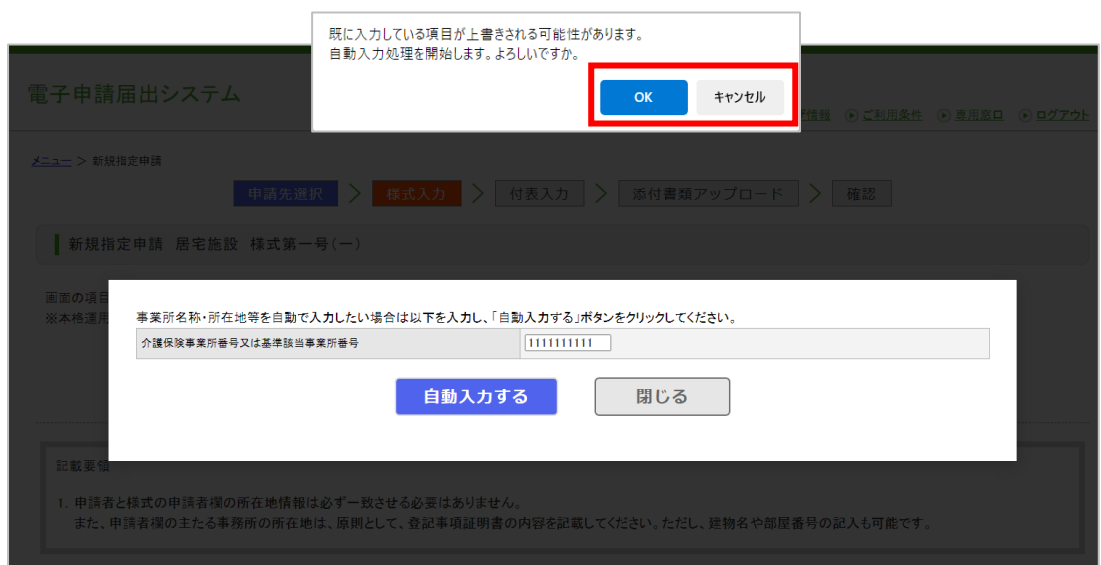 既に入力している項目が上書きされる可能性があります。
自動入力処理を開始します。よろしいですか。
OK キャンセル
電子申請届出システム
情報 ご利用条件 専用窓口 ログアウト
メニュー > 新規指定申請
申請先選択 > 様式入力 > 付表入力 > 添付書類アップロード > 確認
新規指定申請 居宅施設 様式第一号(一)
画面の項目
※本格運用
事業所名称・所在地等を自動で入力したい場合は以下を入力し、「自動入力する」ボタンをクリックしてください。
介護保険事業所番号又は基準該当事業所番号 1111111111
自動入力する 閉じる
記載要領
1. 申請者と様式の申請者欄の所在地情報は必ず一致させる必要はありません。
また、申請者欄の主たる事務所の所在地は、原則として、登記事項証明書の内容を記載してください。ただし、建物名や部屋番号の記入も可能です。